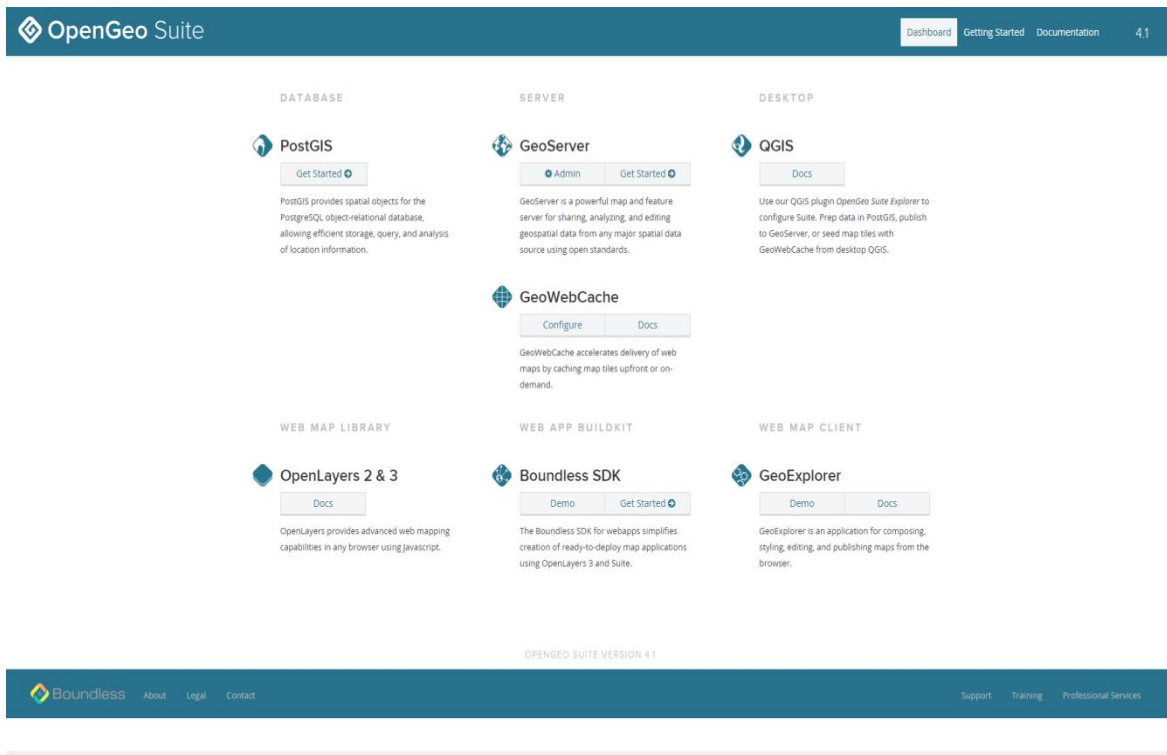 OpenGeo Suite
Dashboard Getting Started Documentation 4.1
DATABASE
PostGIS
Get Started
PostGIS provides spatial objects for the
PostgreSQL object-relational database,
allowing efficient storage, query, and analysis
of location information.
SERVER
GeoServer
Admin Get Started
GeoServer is a powerful map and feature
server for sharing, analyzing, and editing
geospatial data from any major spatial data
source using open standards.
GeoWebCache
Configure Docs
GeoWebCache accelerates delivery of web
maps by caching map tiles upfront or on-
demand.
DESKTOP
QGIS
Docs
Use our QGIS plugin OpenGeo Suite Explorer to
configure Suite. Prep data in PostGIS, publish
to GeoServer, or seed map tiles with
GeoWebCache from desktop QGIS.
WEB MAP LIBRARY
OpenLayers 2 & 3
Docs
OpenLayers provides advanced web mapping
capabilities in any browser using Javascript.
WEB APP BUILDKIT
Boundless SDK
Demo Get Started
The Boundless SDK for webapps simplifies
creation of ready-to-deploy map applications
using OpenLayers 3 and Suite.
WEB MAP CLIENT
GeoExplorer
Demo Docs
GeoExplorer is an application for composing,
styling, editing, and publishing maps from the
browser.
OPENGEO SUITE VERSION 4.1
Boundless About Legal Contact
Support Training Professional Services